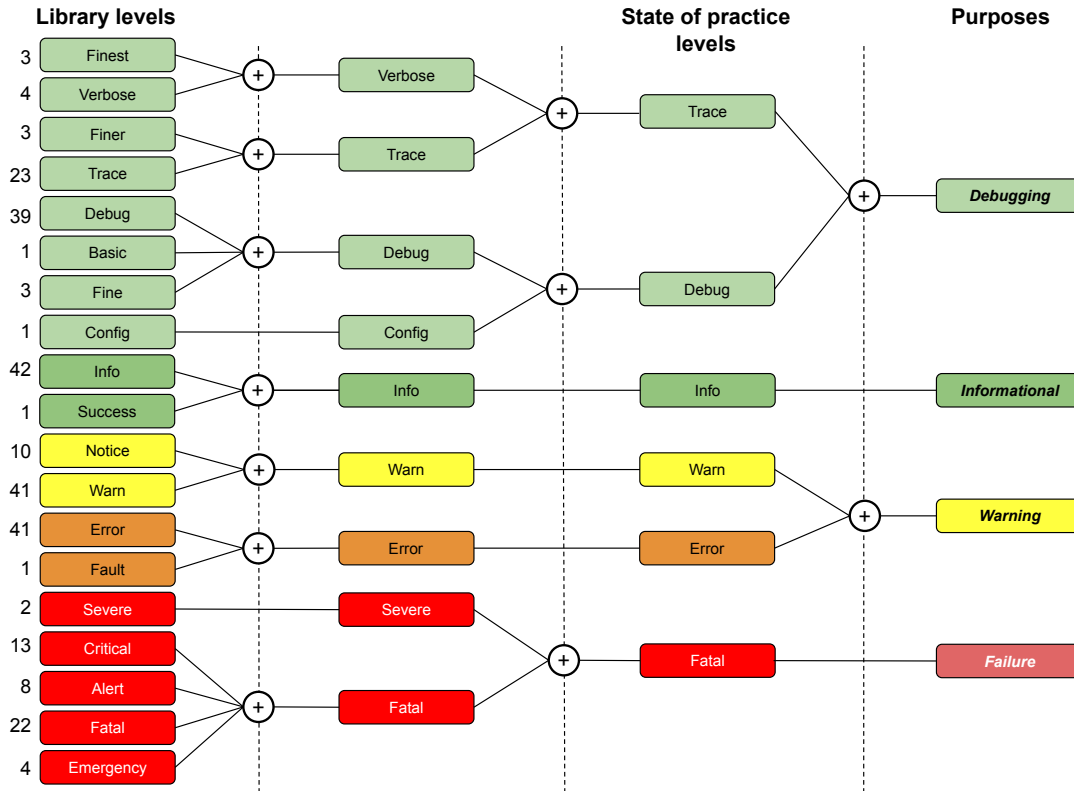 Library levels
State of practice
levels
Purposes
3 Finest
4 Verbose
3 Finer
23 Trace
39 Debug
1 Basic
3 Fine
1 Config
42 Info
1 Success
10 Notice
41 Warn
41 Error
1 Fault
2 Severe
13 Critical
8 Alert
22 Fatal
4 Emergency
+
+
+
+
+
+
+
Verbose
Trace
Debug
Config
Info
Warn
Error
Severe
Fatal
+
+
+
Trace
Debug
Info
Warn
Error
Fatal
+
+
Debugging
Informational
Warning
Failure